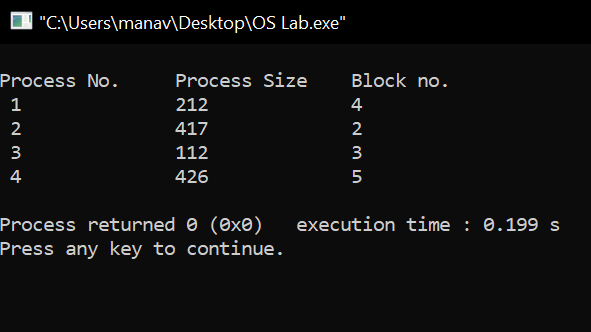 "C:\Users\manav\Desktop\OS Lab.exe"
Process No.     Process Size    Block no.
1              212             4
2              417             2
3              112             3
4              426             5
Process returned 0 (0x0)   execution time : 0.199 s
Press any key to continue.